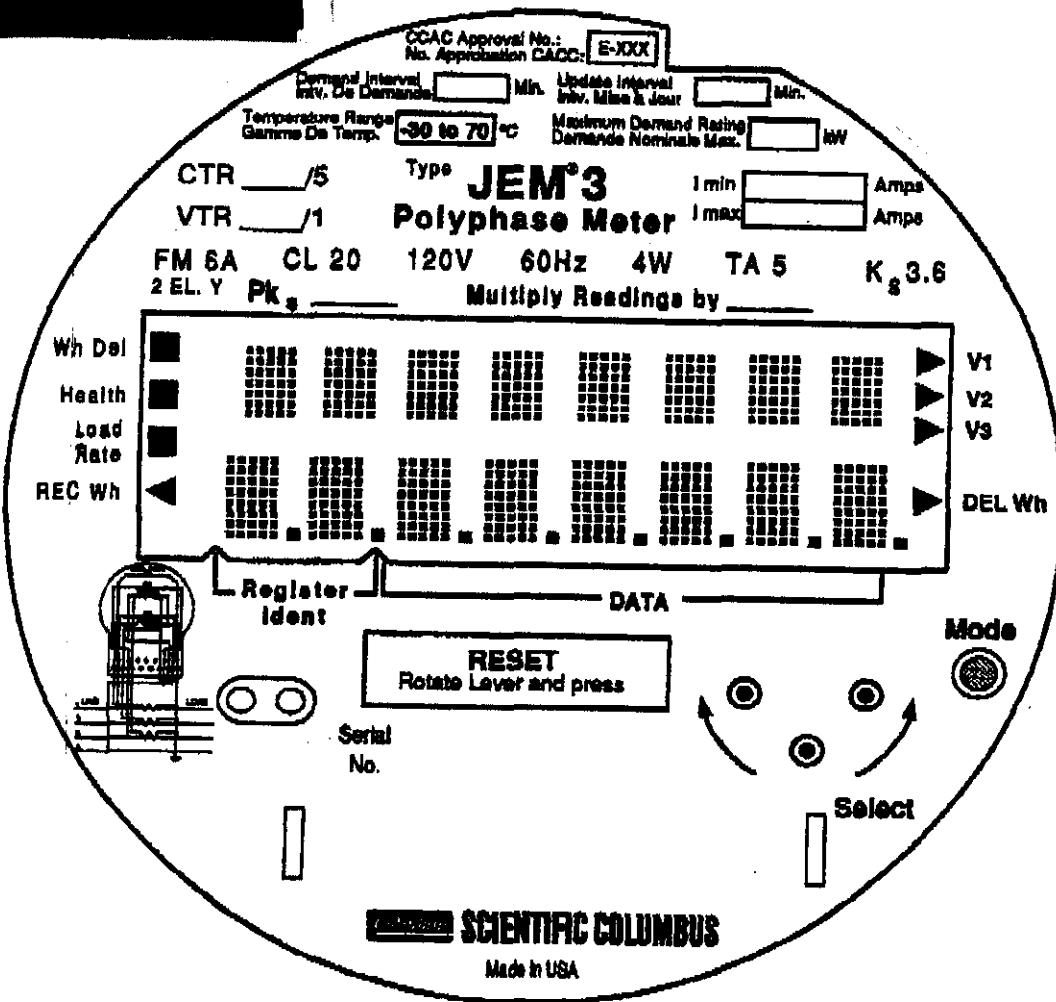 CCAC Approval No.:
No. Approbation CACC: E-XXX
Demand Interval Min. Update Interval Min.
Intv. De Demande Intv. Mise à Jour
Temperature Range -30 to 70 °C Maximum Demand Rating kW
Gamme De Temp. Demande Nominale Max.
CTR ____/5 Type JEM®3 I min Amps
VTR ____/1 Polyphase Meter I max Amps
FM 6A CL 20 120V 60Hz 4W TA 5 Ks 3.6
2 EL. Y Pks ______ Multiply Readings by ______
Wh Del V1
Health V2
Load V3
Rate
REC Wh DEL Wh
Register DATA
Ident
Mode
RESET
Rotate Lever and press
Serial
No.
Select
SCIENTIFIC COLUMBUS
Made in USA